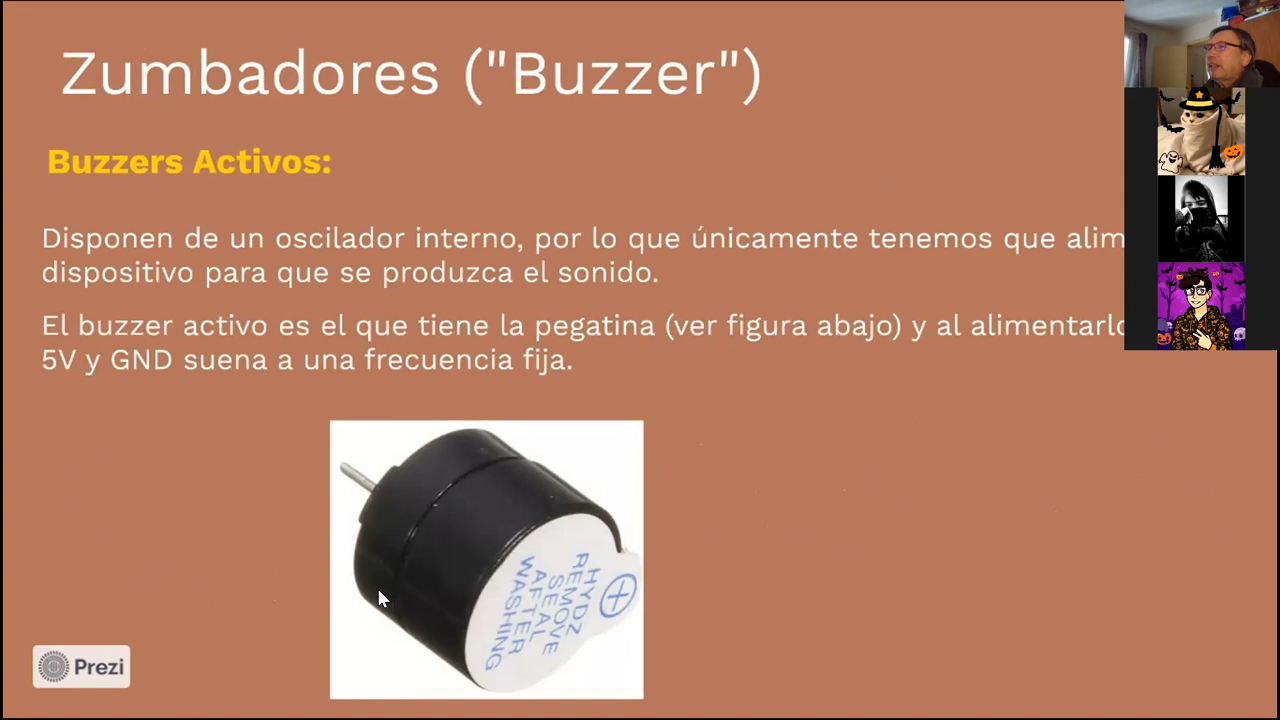 Zumbadores ("Buzzer")
Buzzers Activos:
Disponen de un oscilador interno, por lo que únicamente tenemos que alim
dispositivo para que se produzca el sonido.
El buzzer activo es el que tiene la pegatina (ver figura abajo) y al alimentarlo
5V y GND suena a una frecuencia fija.
HYDZ
REMOVE
SEAL
AFTER
WASHING
Prezi